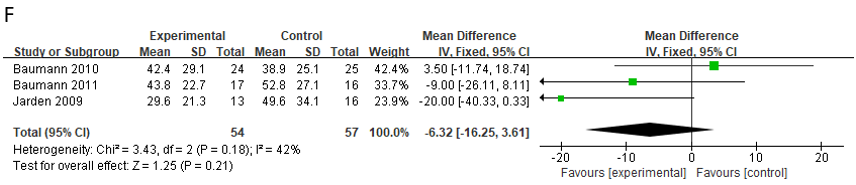 F
Experimental Control Mean Difference Mean Difference
Study or Subgroup Mean SD Total Mean SD Total Weight IV, Fixed, 95% CI IV, Fixed, 95% CI
Baumann 2010 42.4 29.1 24 38.9 25.1 25 42.4% 3.50 [-11.74, 18.74]
Baumann 2011 43.8 22.7 17 52.8 27.1 16 33.7% -9.00 [-26.11, 8.11]
Jarden 2009 29.6 21.3 13 49.6 34.1 16 23.9% -20.00 [-40.33, 0.33]
Total (95% CI) 54 57 100.0% -6.32 [-16.25, 3.61]
Heterogeneity: Chi² = 3.43, df = 2 (P = 0.18); I² = 42%
Test for overall effect: Z = 1.25 (P = 0.21)
-20 -10 0 10 20
Favours [experimental] Favours [control]